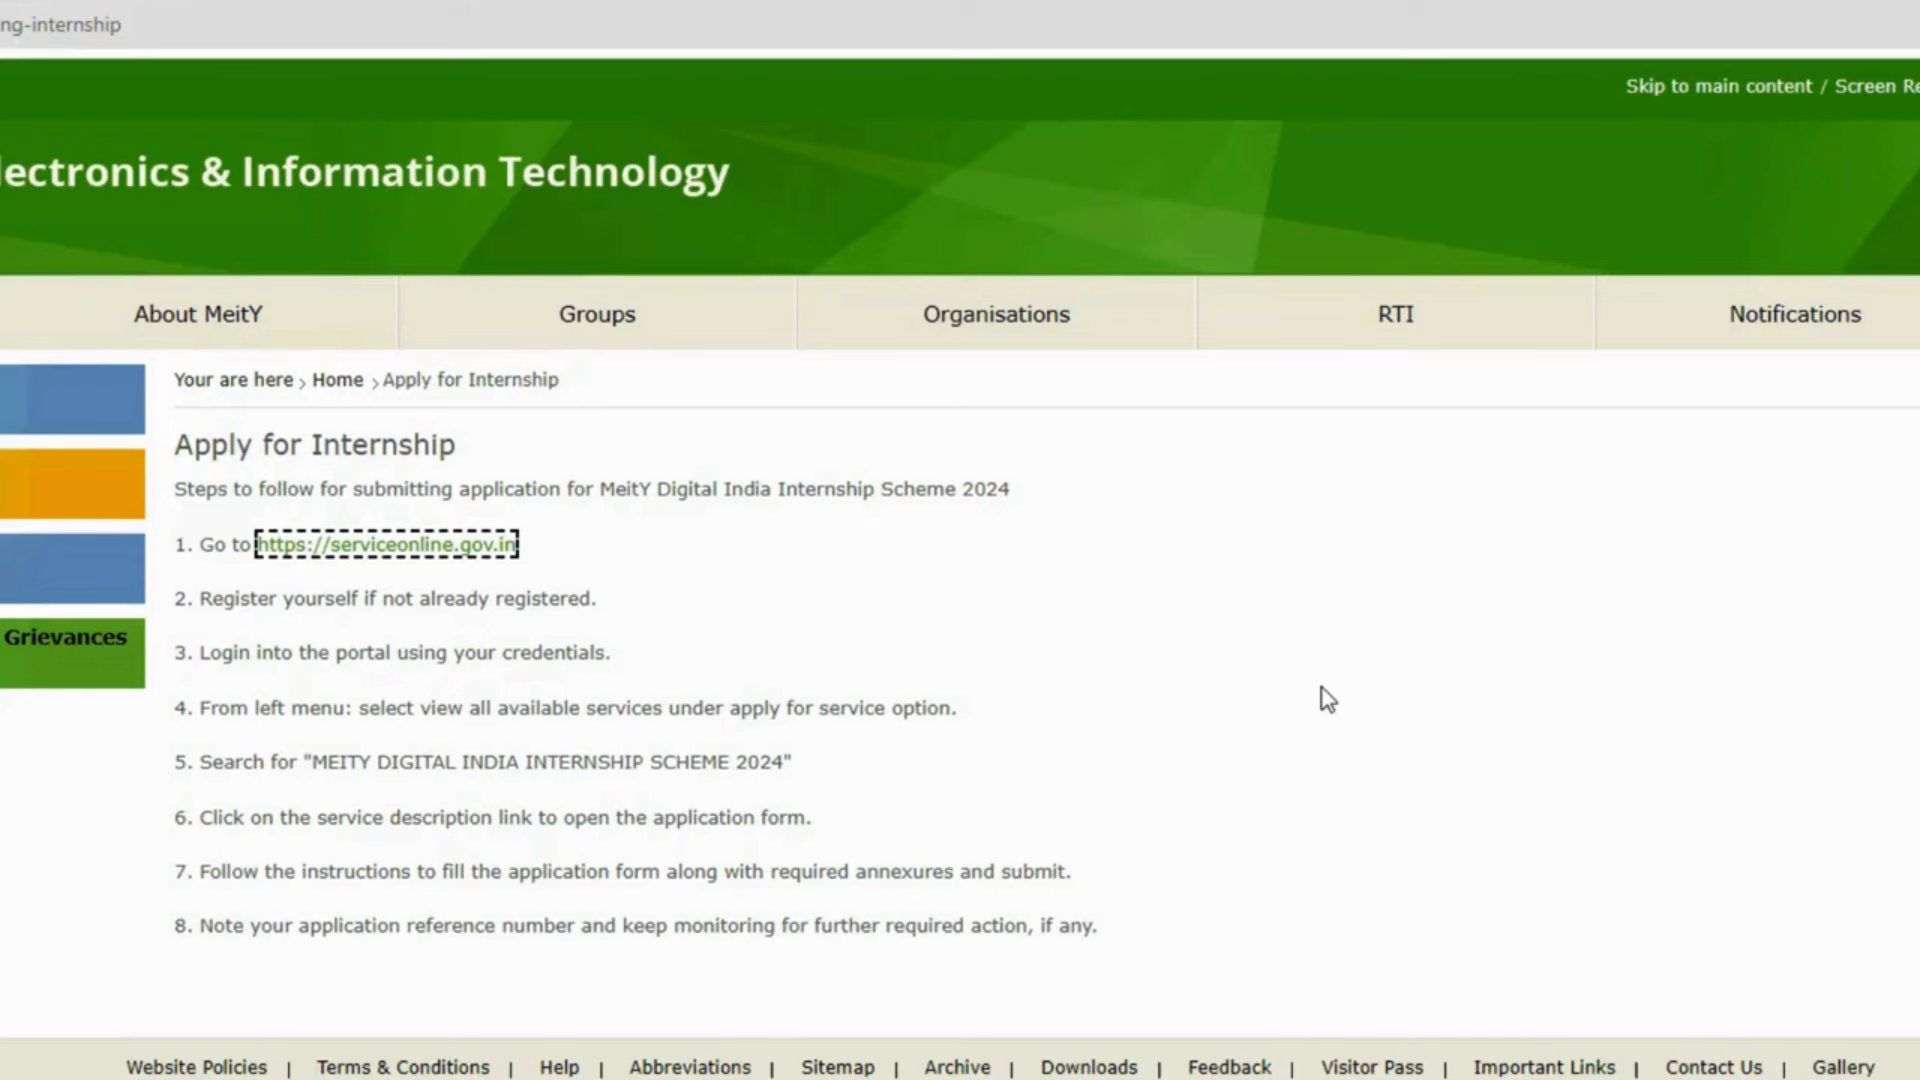 ng-internship
Skip to main content / Screen Re
lectronics & Information Technology
About MeitY
Groups
Organisations
RTI
Notifications
Your are here › Home › Apply for Internship
Apply for Internship
Steps to follow for submitting application for MeitY Digital India Internship Scheme 2024
1. Go to https://serviceonline.gov.in
2. Register yourself if not already registered.
Grievances
3. Login into the portal using your credentials.
4. From left menu: select view all available services under apply for service option.
5. Search for "MEITY DIGITAL INDIA INTERNSHIP SCHEME 2024"
6. Click on the service description link to open the application form.
7. Follow the instructions to fill the application form along with required annexures and submit.
8. Note your application reference number and keep monitoring for further required action, if any.
Website Policies | Terms & Conditions | Help | Abbreviations | Sitemap | Archive | Downloads | Feedback | Visitor Pass | Important Links | Contact Us | Gallery